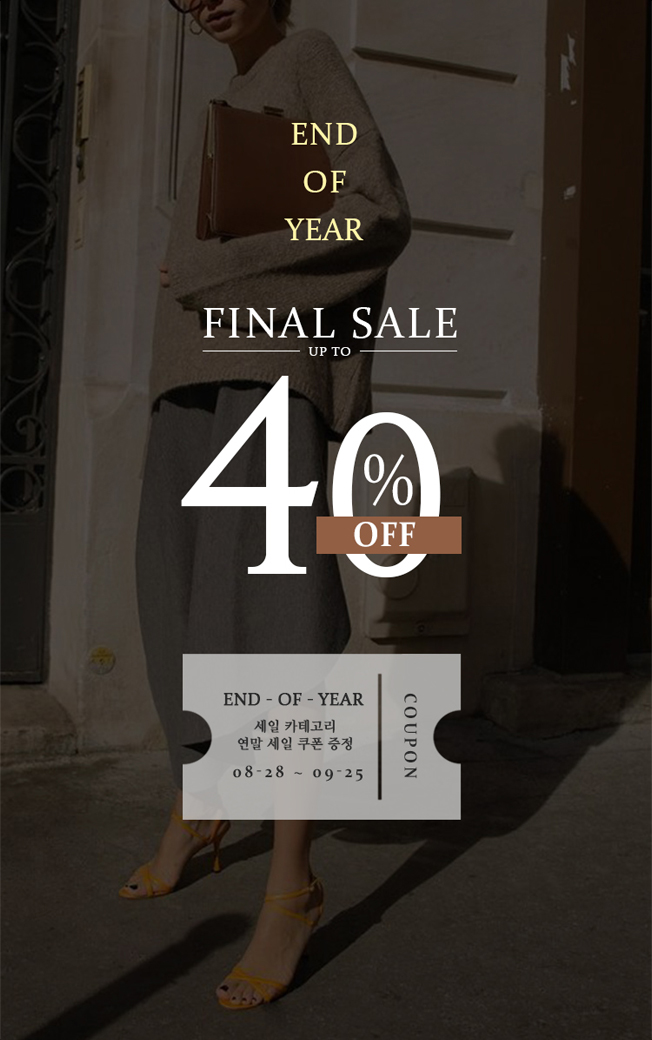 END
OF
YEAR
FINAL SALE
UP TO
40%
OFF
END - OF - YEAR
세일 카테고리
연말 세일 쿠폰 증정
08-28 ~ 09-25
COUPON